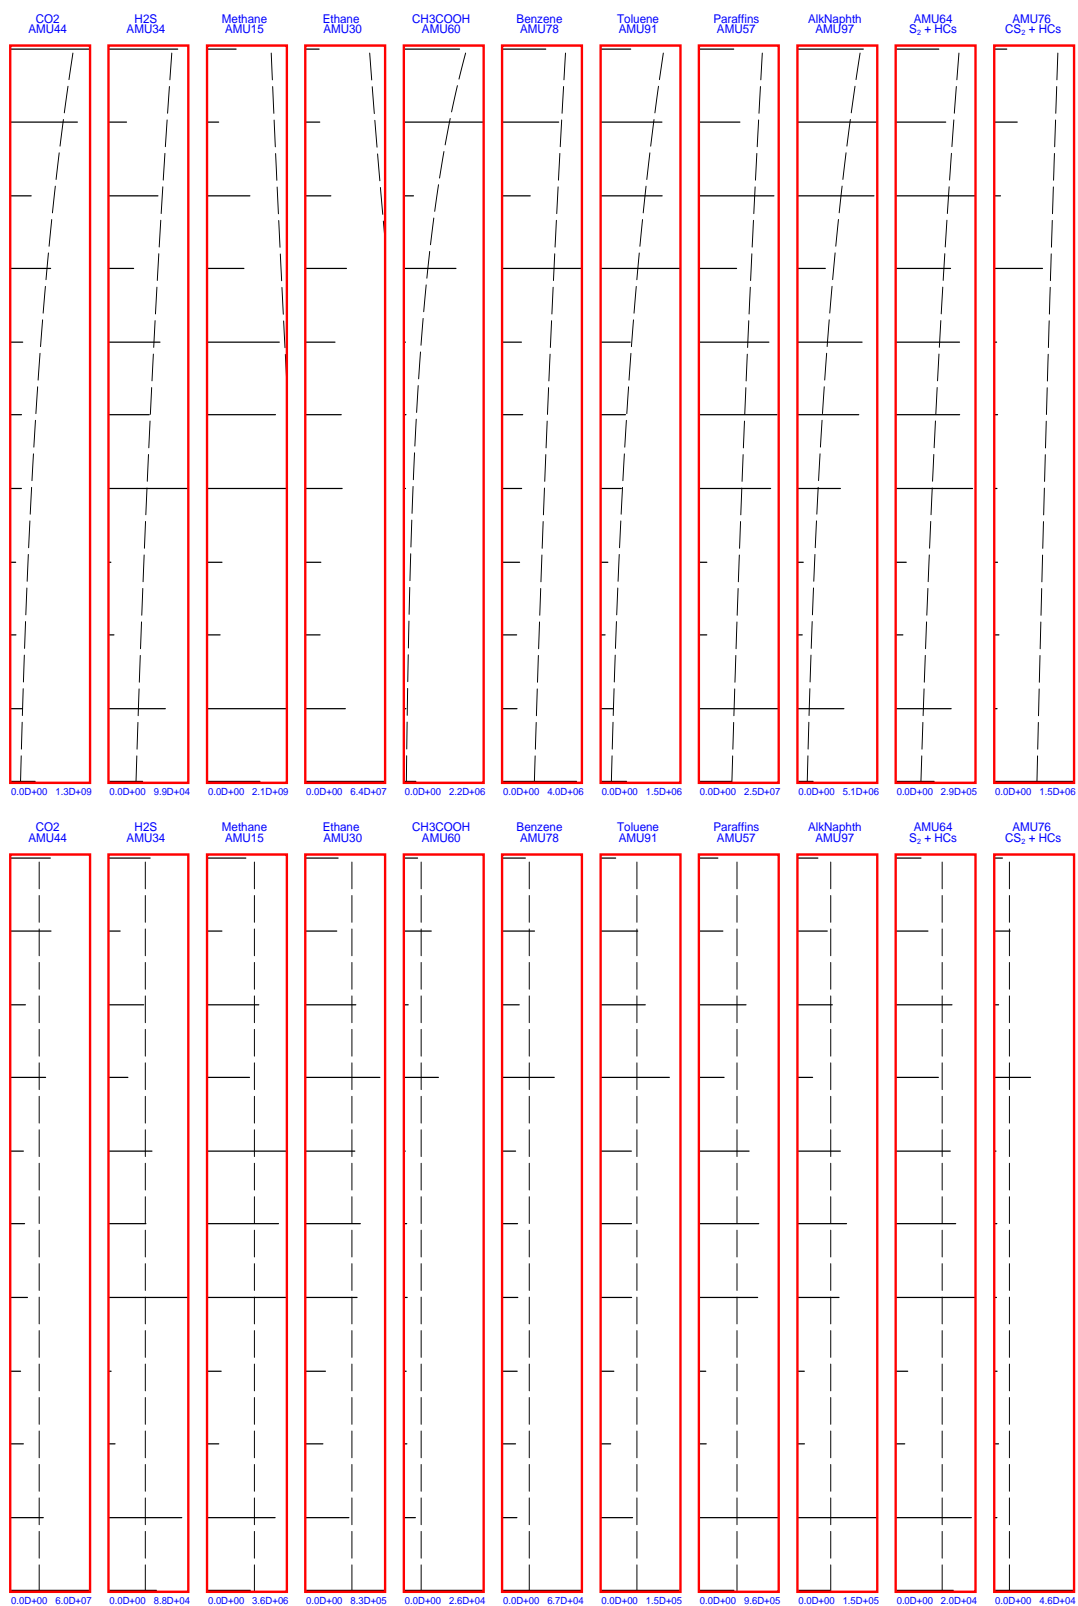 CO2 H2S Methane Ethane CH3COOH Benzene Toluene Paraffins AlkNaphth AMU64 AMU76
AMU44 AMU34 AMU15 AMU30 AMU60 AMU78 AMU91 AMU57 AMU97 S₂ + HCs CS₂ + HCs
0.0D+00 1.3D+09 0.0D+00 9.9D+04 0.0D+00 2.1D+09 0.0D+00 6.4D+07 0.0D+00 2.2D+06 0.0D+00 4.0D+06 0.0D+00 1.5D+06 0.0D+00 2.5D+07 0.0D+00 5.1D+06 0.0D+00 2.9D+05 0.0D+00 1.5D+06
CO2 H2S Methane Ethane CH3COOH Benzene Toluene Paraffins AlkNaphth AMU64 AMU76
AMU44 AMU34 AMU15 AMU30 AMU60 AMU78 AMU91 AMU57 AMU97 S₂ + HCs CS₂ + HCs
0.0D+00 6.0D+07 0.0D+00 8.8D+04 0.0D+00 3.6D+06 0.0D+00 8.3D+05 0.0D+00 2.6D+04 0.0D+00 6.7D+04 0.0D+00 1.5D+05 0.0D+00 9.6D+05 0.0D+00 1.5D+05 0.0D+00 2.0D+04 0.0D+00 4.6D+04